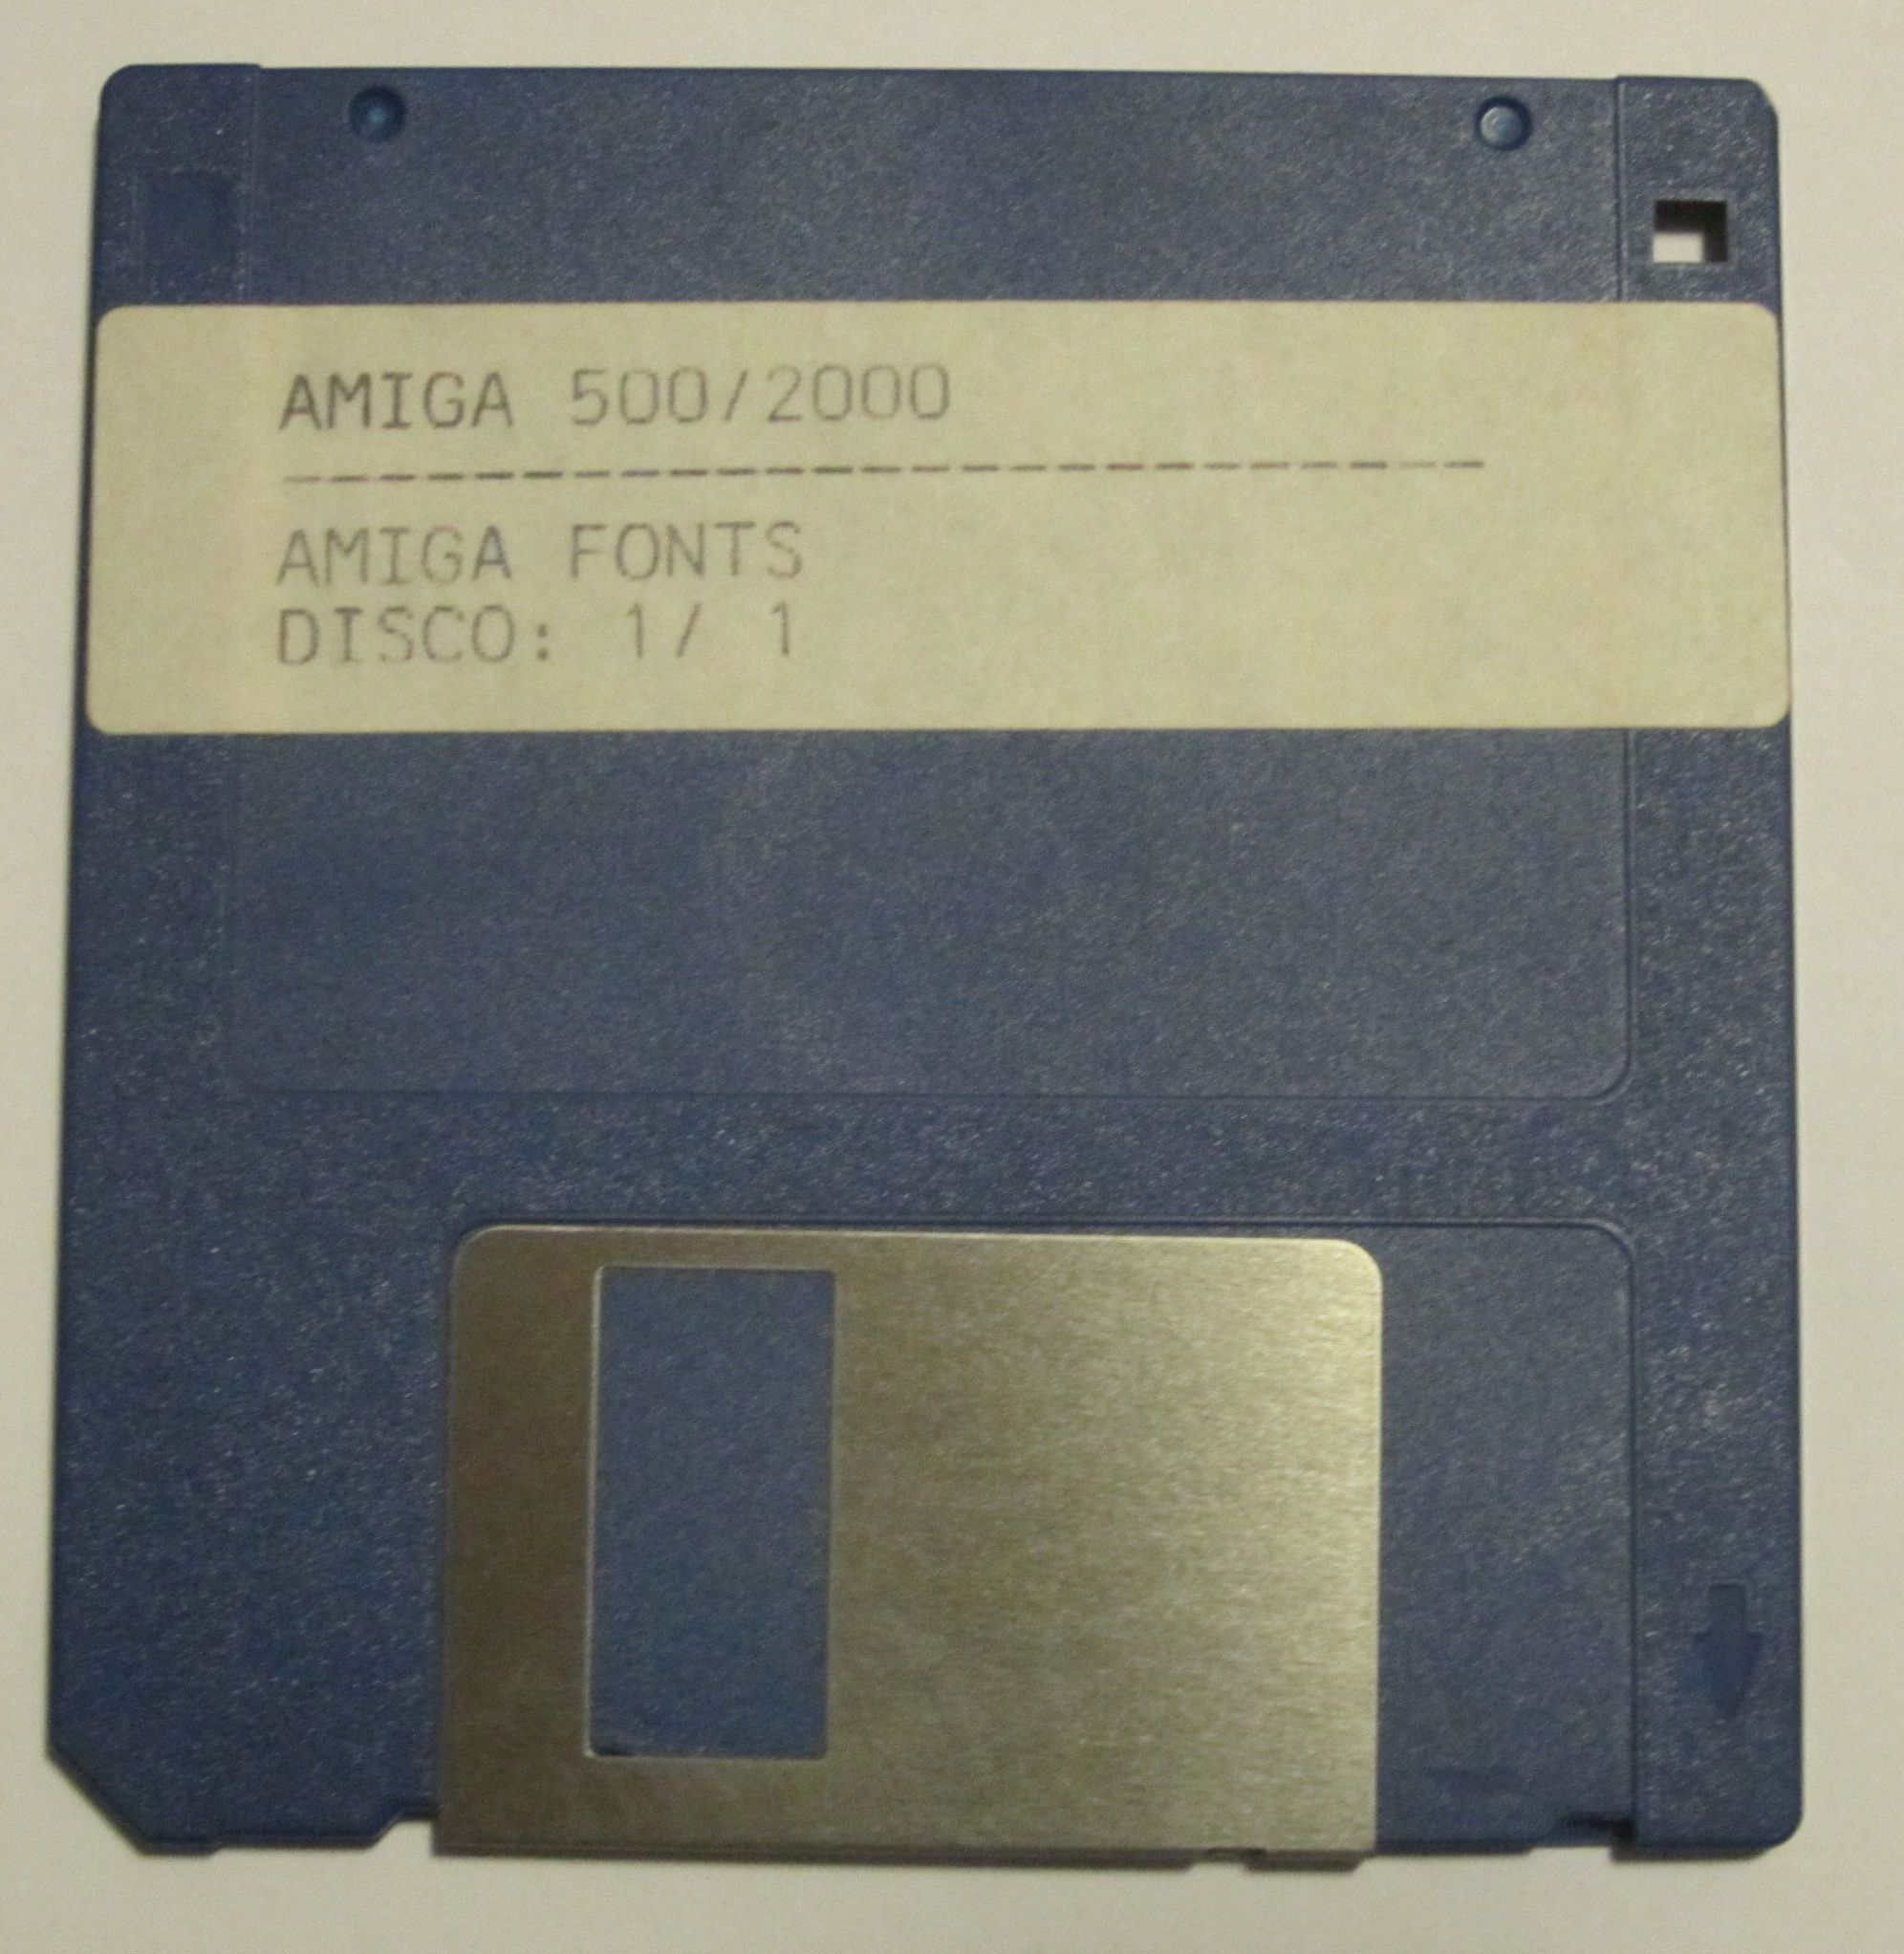 AMIGA 500/2000
-------------------------
AMIGA FONTS
DISCO: 1/ 1